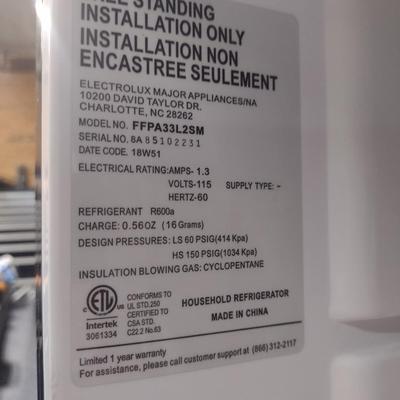 FREE STANDING
INSTALLATION ONLY
INSTALLATION NON
ENCASTREE SEULEMENT
ELECTROLUX MAJOR APPLIANCES/NA
10200 DAVID TAYLOR DR.
CHARLOTTE, NC 28262
MODEL NO. FFPA33L2SM
SERIAL NO. 8A85102231
DATE CODE. 18W51
ELECTRICAL RATING:AMPS- 1.3
VOLTS-115 SUPPLY TYPE: ~
HERTZ-60
REFRIGERANT R600a
CHARGE: 0.56OZ (16Grams)
DESIGN PRESSURES: LS 60 PSIG(414 Kpa)
HS 150 PSIG(1034 Kpa)
INSULATION BLOWING GAS: CYCLOPENTANE
ETL
Intertek
3061334
CONFORMS TO
UL STD.250
CERTIFIED TO
CSA STD.
C22.2 No.63
HOUSEHOLD REFRIGERATOR
MADE IN CHINA
Limited 1 year warranty
For assistance, please call customer support at (866) 312-2117